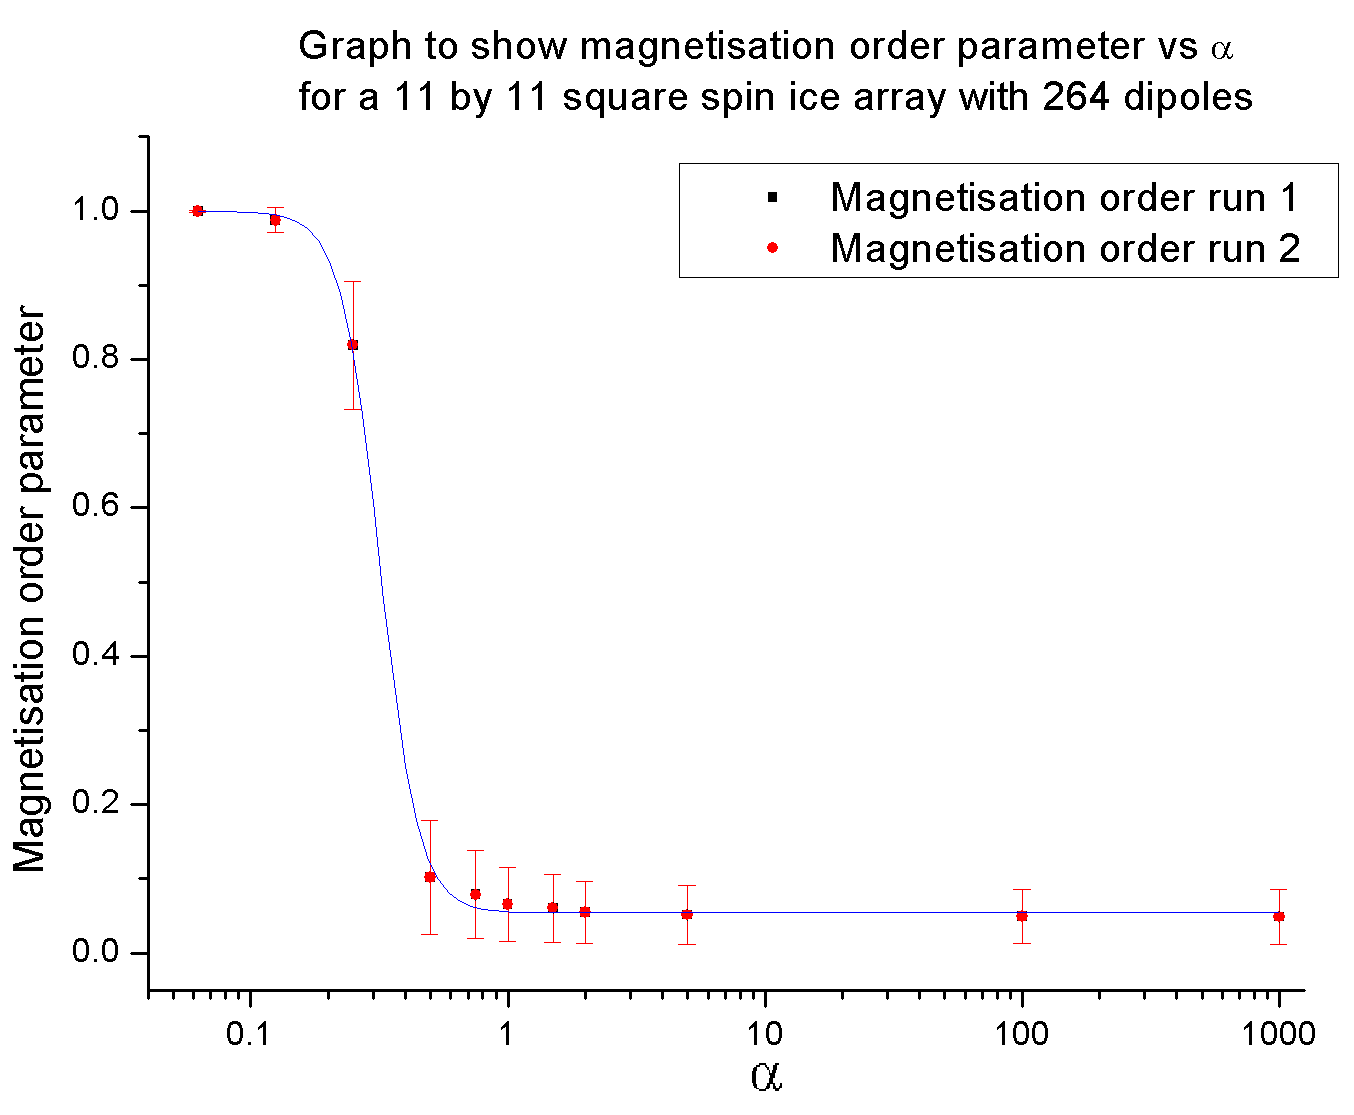 Graph to show magnetisation order parameter vs α
for a 11 by 11 square spin ice array with 264 dipoles
Magnetisation order run 1
Magnetisation order run 2
Magnetisation order parameter
1.0
0.8
0.6
0.4
0.2
0.0
0.1 1 10 100 1000
α